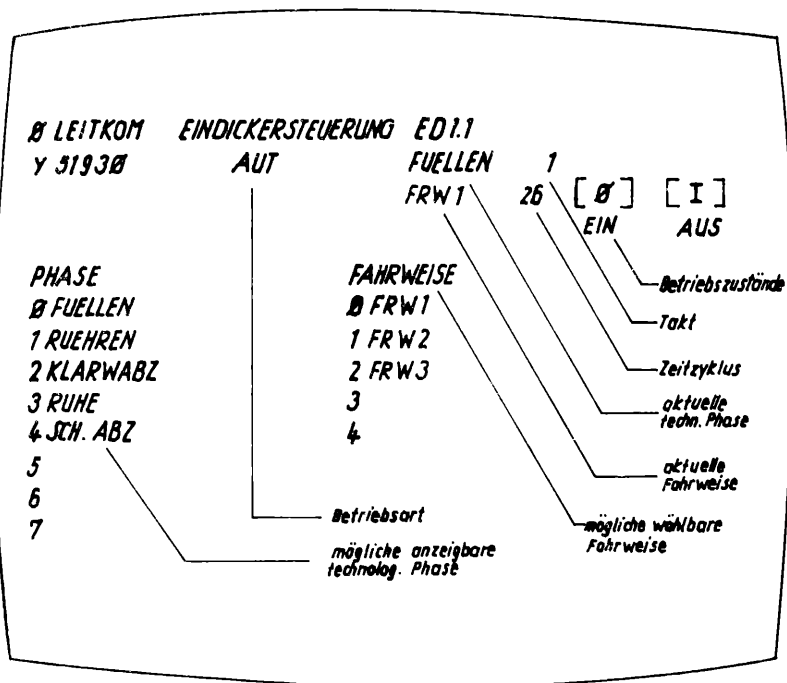 Ø LEITKOM EINDICKERSTEUERUNG ED1.1
Y 5193Ø AUT FUELLEN 1
FRW1 26 [Ø] [I]
EIN AUS
PHASE FAHRWEISE
Ø FUELLEN Ø FRW1
1 RUEHREN 1 FRW2
2 KLARWABZ 2 FRW3
3 RUHE 3
4 SCH. ABZ 4
5
6
7
Betriebszustände
Takt
Zeitzyklus
aktuelle
techn. Phase
aktuelle
Fahrweise
mögliche wählbare
Fahrweise
Betriebsart
mögliche anzeigbare
technolog. Phase